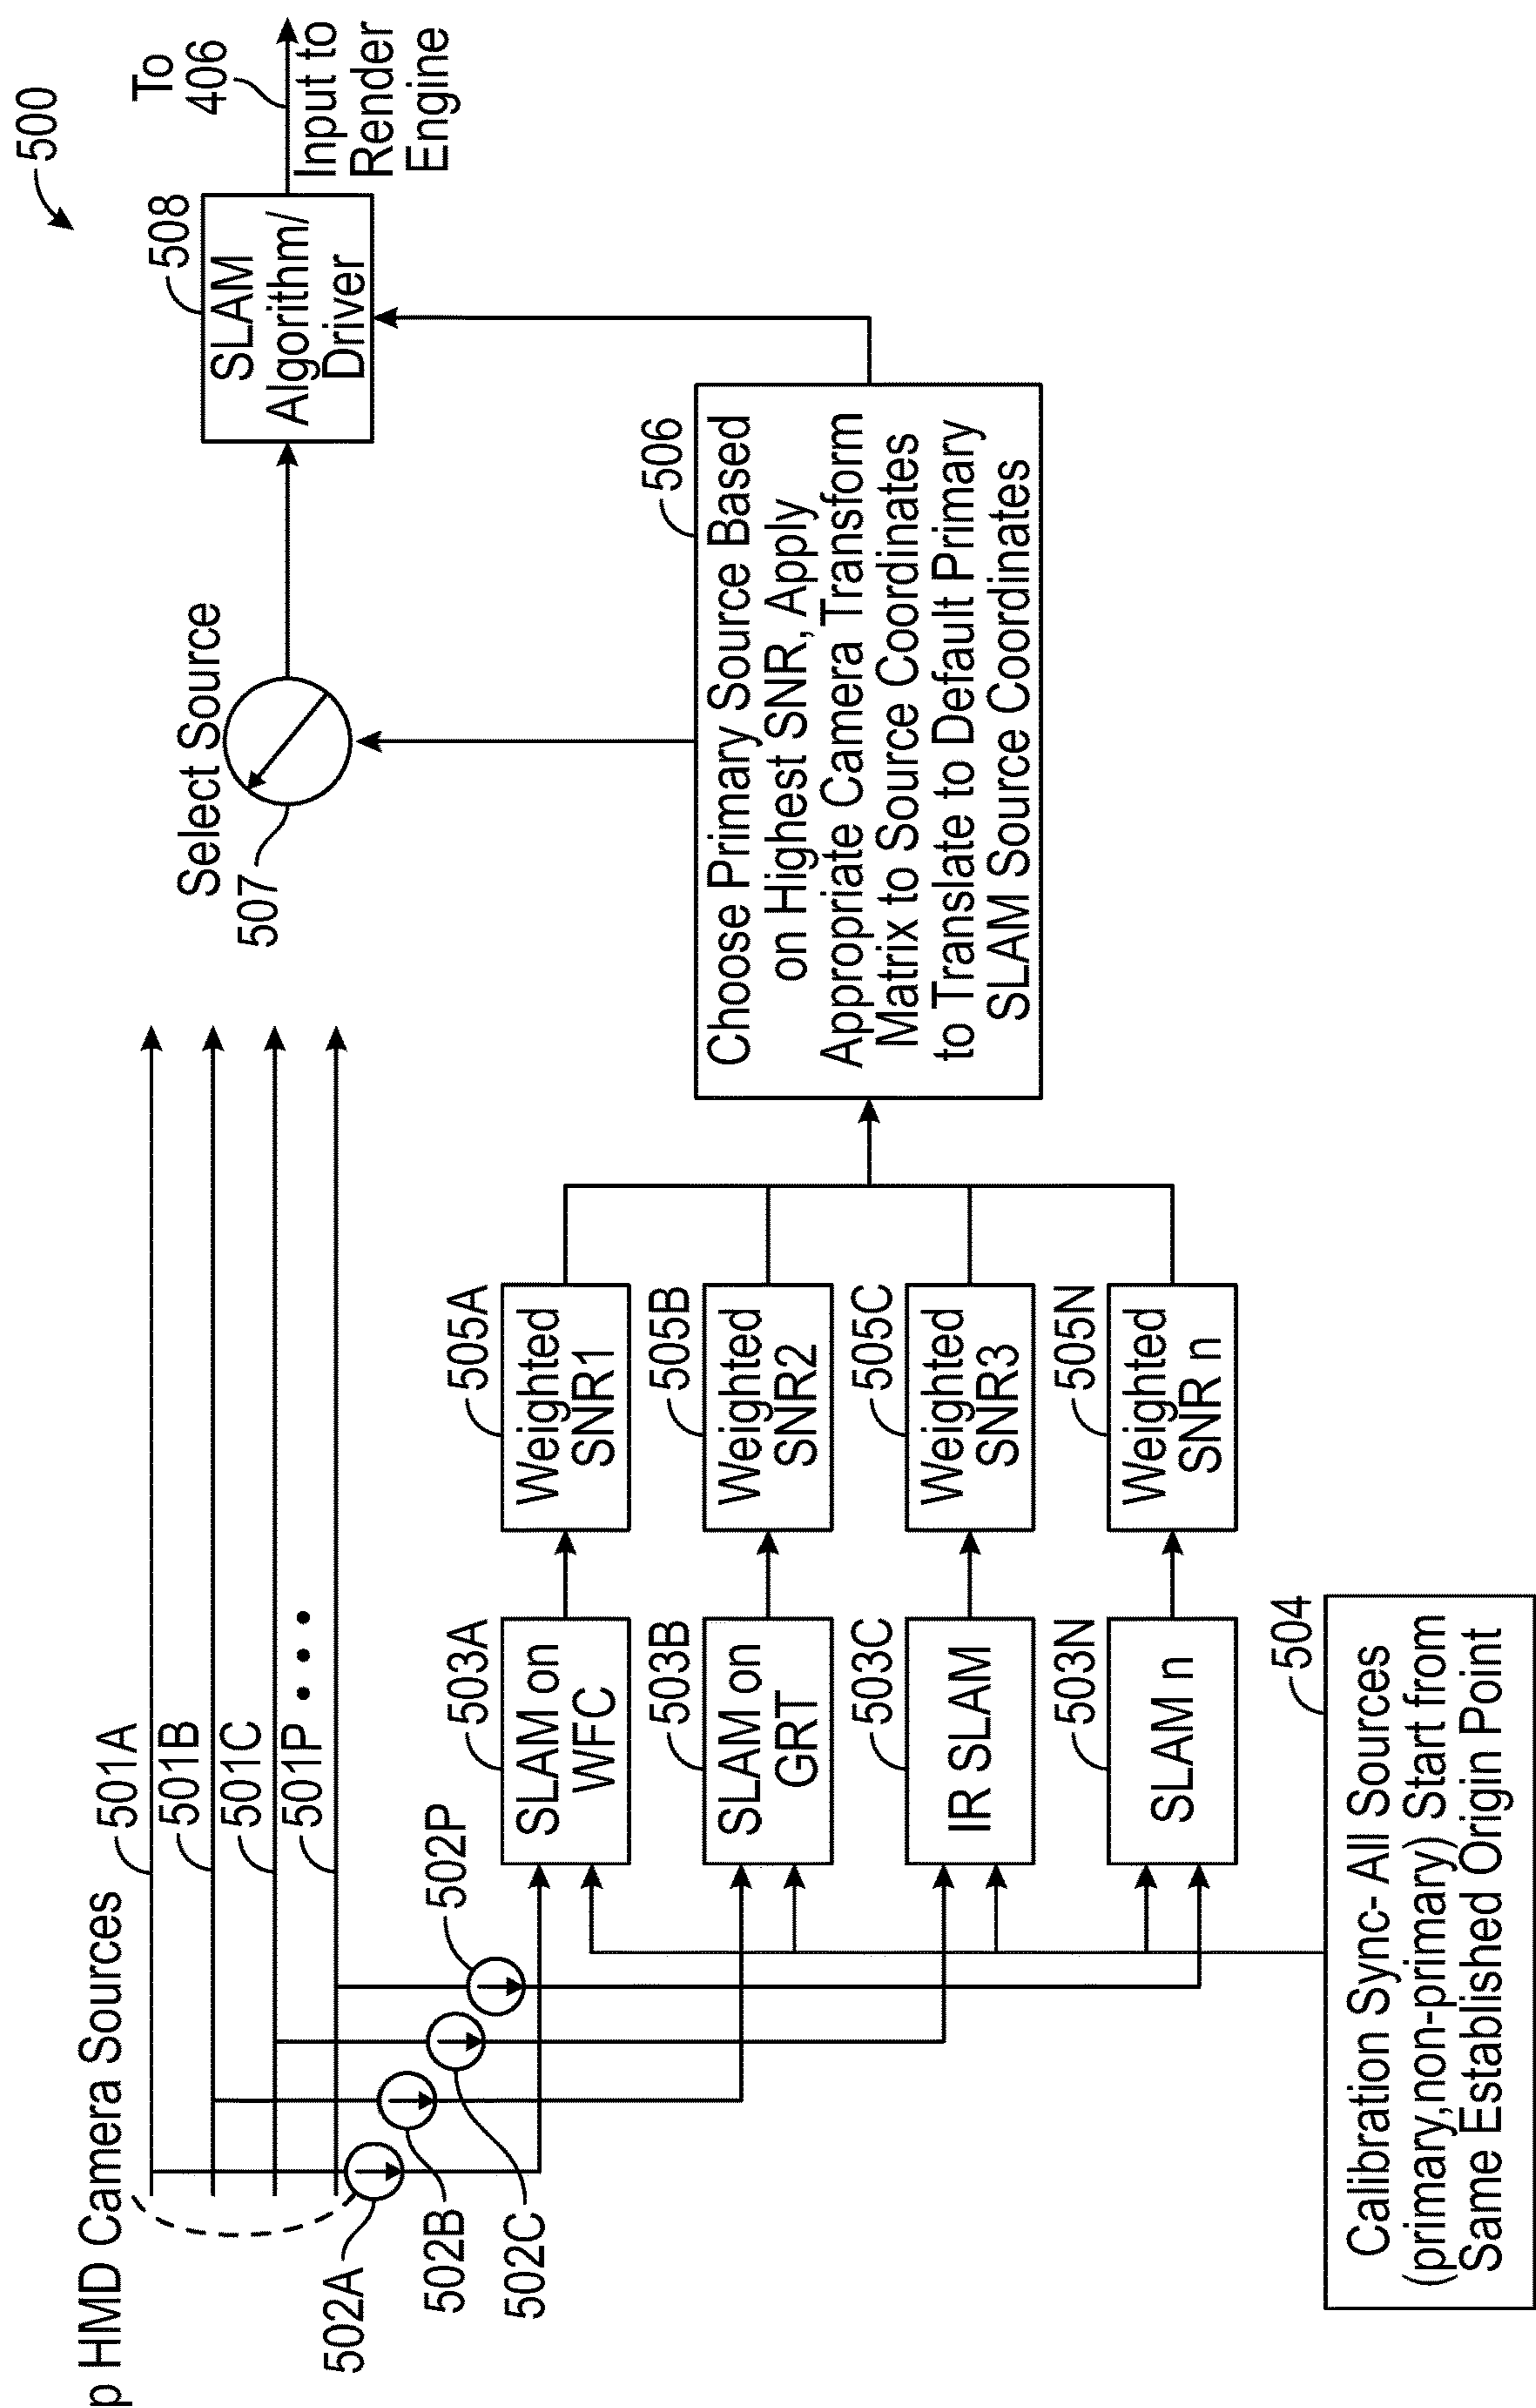 500
p HMD Camera Sources
501A
501B
501C
501P
502A
502B
502C
502P
Select Source
507
508
SLAM
Algorithm/
Driver
To
406
Input to
Render
Engine
503A
SLAM on
WFC
505A
Weighted
SNR1
503B
SLAM on
GRT
505B
Weighted
SNR2
503C
IR SLAM
505C
Weighted
SNR3
503N
SLAM n
505N
Weighted
SNR n
506
Choose Primary Source Based
on Highest SNR, Apply
Appropriate Camera Transform
Matrix to Source Coordinates
to Translate to Default Primary
SLAM Source Coordinates
504
Calibration Sync- All Sources
(primary,non-primary) Start from
Same Established Origin Point